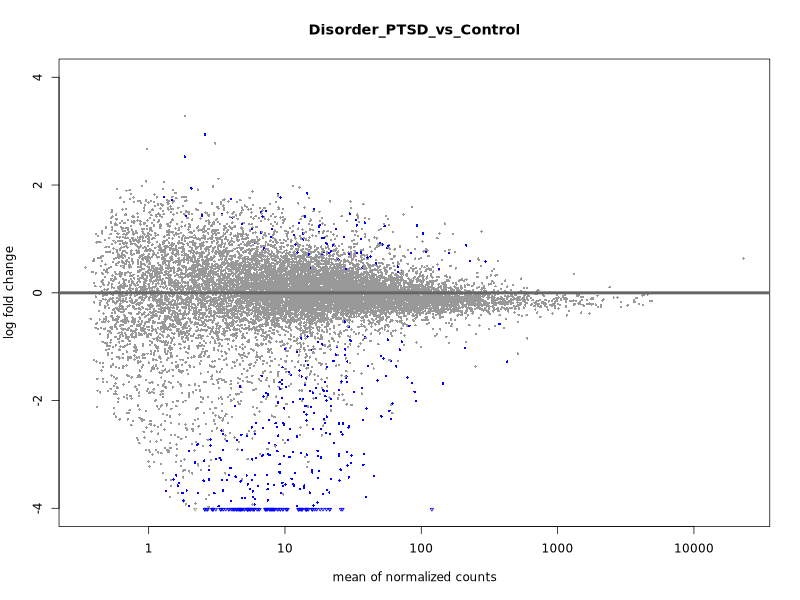 Disorder_PTSD_vs_Control
4
2
0
-2
-4
log fold change
1 10 100 1000 10000
mean of normalized counts